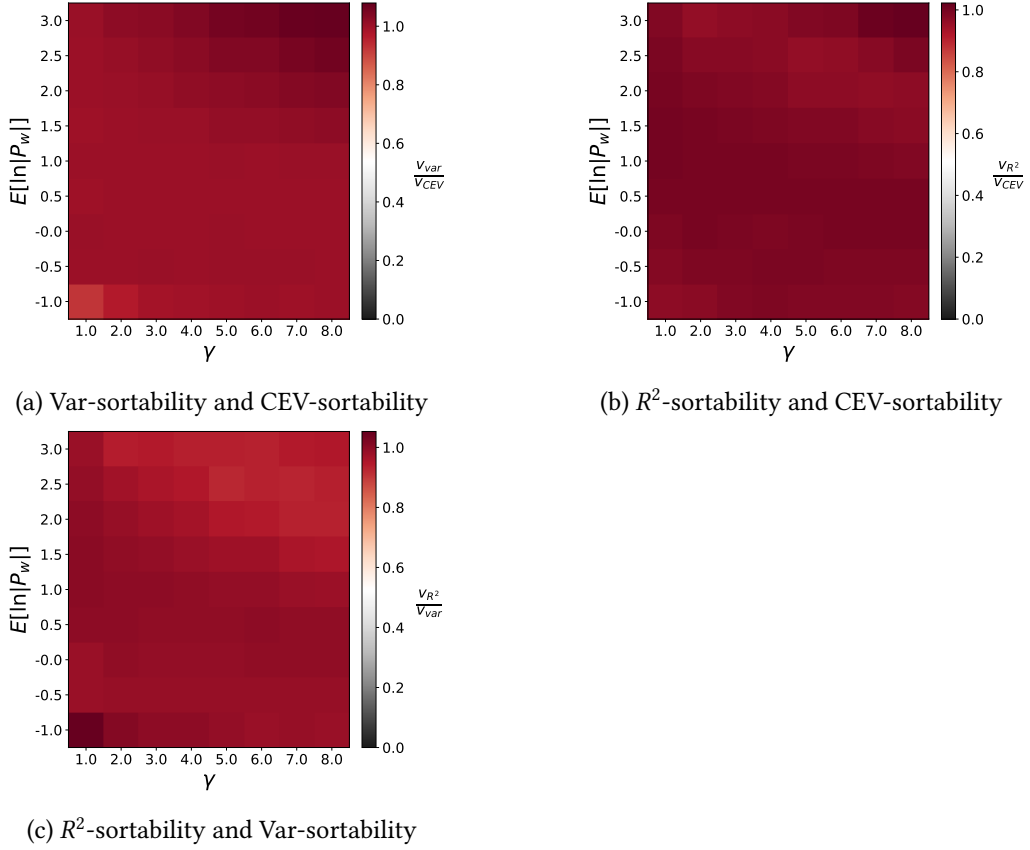 3.0
2.5
2.0
1.5
1.0
0.5
-0.0
-0.5
-1.0
E[ln|P_w|]
1.0 2.0 3.0 4.0 5.0 6.0 7.0 8.0
γ
1.0
0.8
0.6
0.4
0.2
0.0
v_var
v_CEV
(a) Var-sortability and CEV-sortability
3.0
2.5
2.0
1.5
1.0
0.5
-0.0
-0.5
-1.0
E[ln|P_w|]
1.0 2.0 3.0 4.0 5.0 6.0 7.0 8.0
γ
1.0
0.8
0.6
0.4
0.2
0.0
v_R²
v_CEV
(b) R²-sortability and CEV-sortability
3.0
2.5
2.0
1.5
1.0
0.5
-0.0
-0.5
-1.0
E[ln|P_w|]
1.0 2.0 3.0 4.0 5.0 6.0 7.0 8.0
γ
1.0
0.8
0.6
0.4
0.2
0.0
v_R²
v_var
(c) R²-sortability and Var-sortability